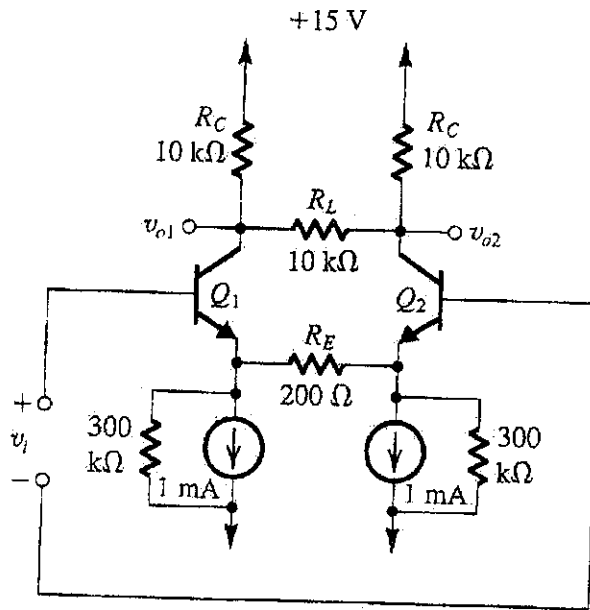 +15 V
R_C
10 kΩ
R_C
10 kΩ
R_L
10 kΩ
v_o1
v_o2
Q_1
Q_2
R_E
200 Ω
+
v_i
−
300
kΩ
1 mA
1 mA
300
kΩ